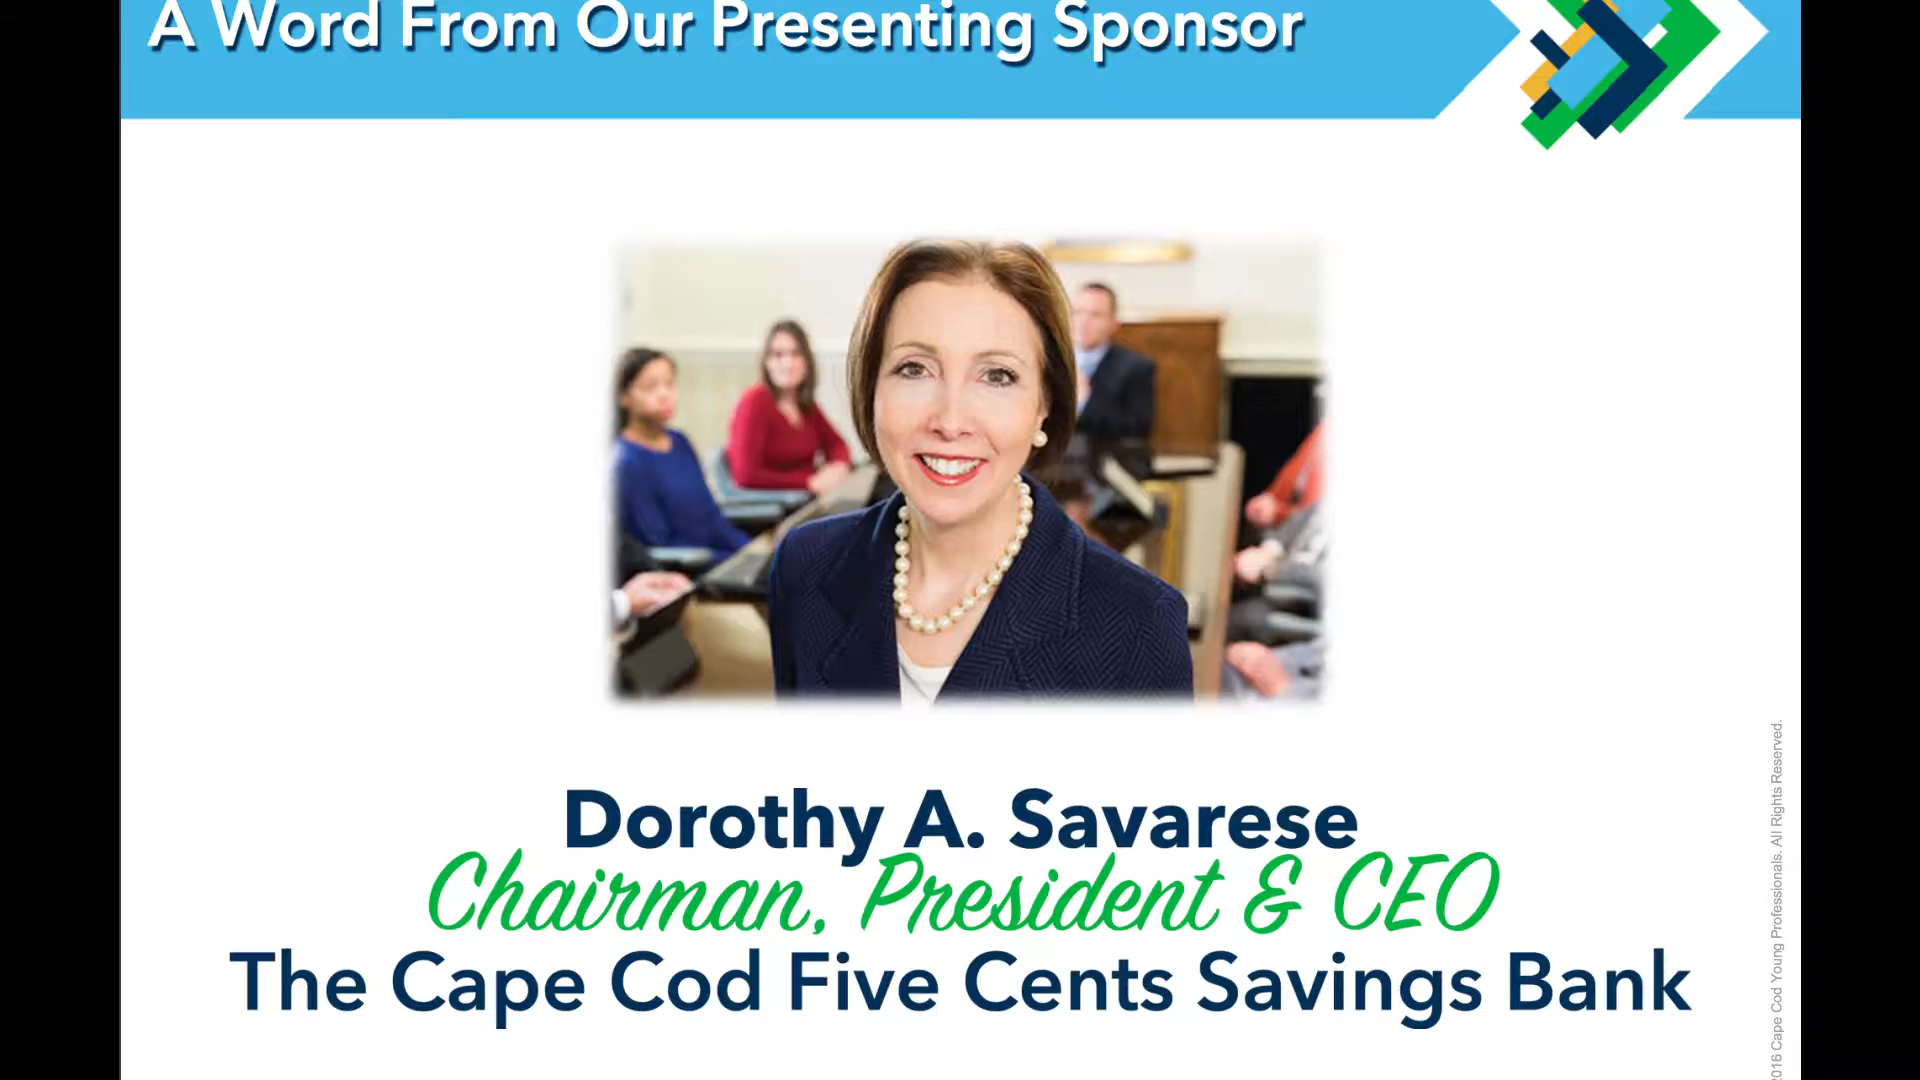 A Word From Our Presenting Sponsor
Dorothy A. Savarese
Chairman, President & CEO
The Cape Cod Five Cents Savings Bank
2016 Cape Cod Young Professionals. All Rights Reserved.